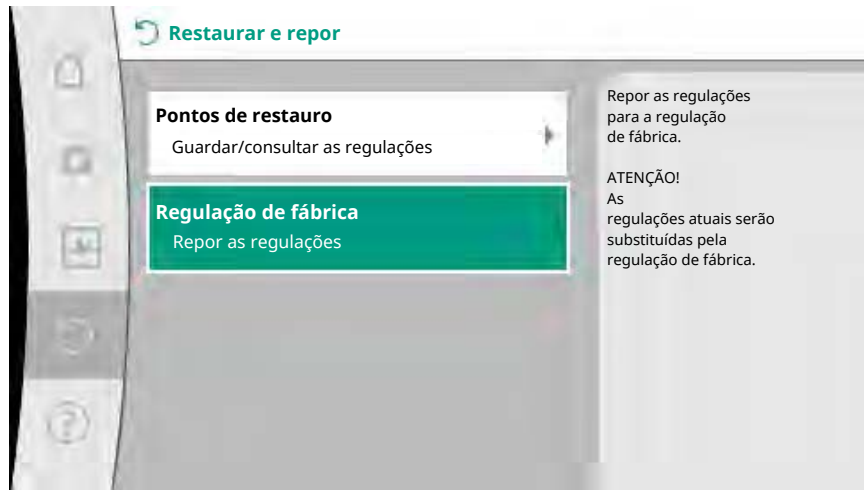 Restaurar e repor
Pontos de restauro
Guardar/consultar as regulações
Regulação de fábrica
Repor as regulações
Repor as regulações
para a regulação
de fábrica.
ATENÇÃO!
As
regulações atuais serão
substituídas pela
regulação de fábrica.